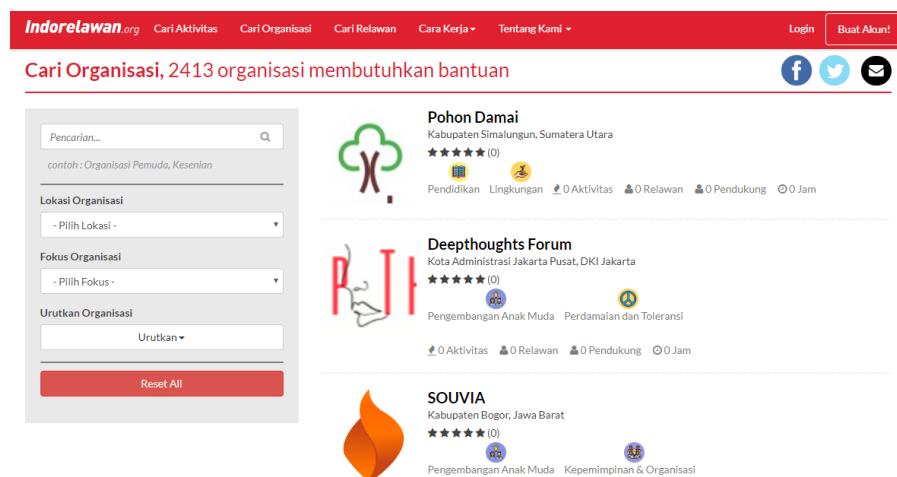 Indorelawan.org Cari Aktivitas Cari Organisasi Cari Relawan Cara Kerja Tentang Kami Login Buat Akun!
Cari Organisasi, 2413 organisasi membutuhkan bantuan
Pencarian...
contoh : Organisasi Pemuda, Kesenian
Lokasi Organisasi
- Pilih Lokasi -
Fokus Organisasi
- Pilih Fokus -
Urutkan Organisasi
Urutkan
Reset All
Pohon Damai
Kabupaten Simalungun, Sumatera Utara
★★★★★ (0)
Pendidikan Lingkungan 0 Aktivitas 0 Relawan 0 Pendukung 0 Jam
Deepthoughts Forum
Kota Administrasi Jakarta Pusat, DKI Jakarta
★★★★★ (0)
Pengembangan Anak Muda Perdamaian dan Toleransi
0 Aktivitas 0 Relawan 0 Pendukung 0 Jam
SOUVIA
Kabupaten Bogor, Jawa Barat
★★★★★ (0)
Pengembangan Anak Muda Kepemimpinan & Organisasi